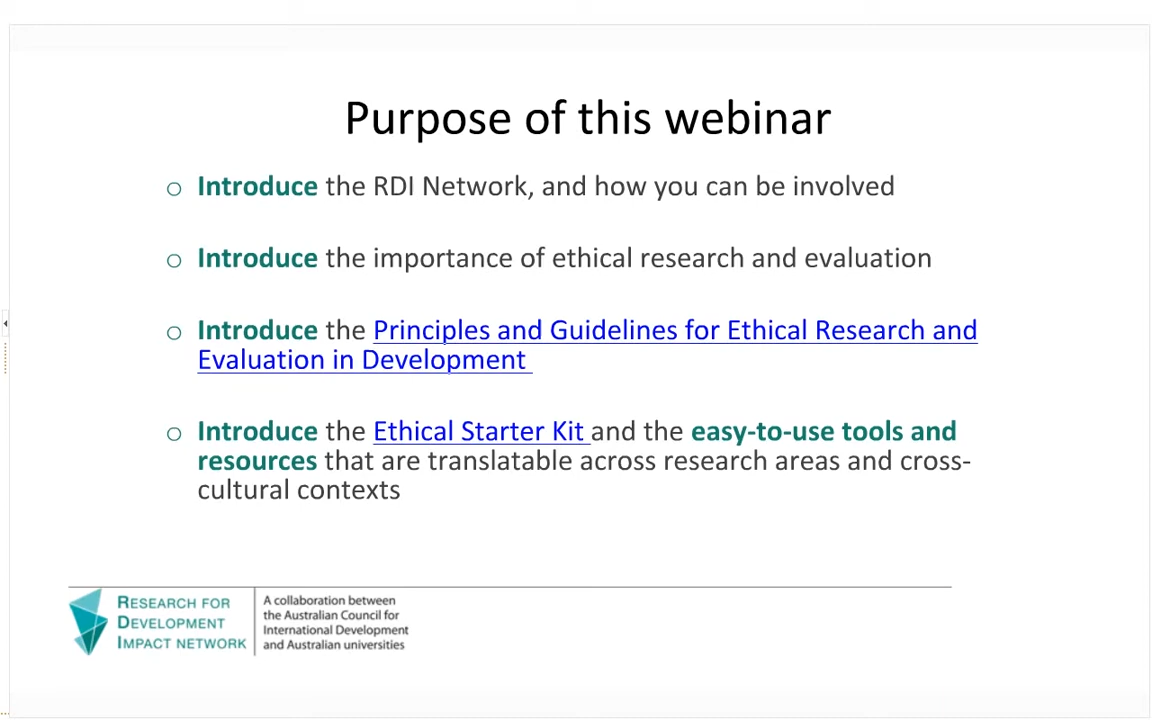 Purpose of this webinar
o Introduce the RDI Network, and how you can be involved
o Introduce the importance of ethical research and evaluation
o Introduce the Principles and Guidelines for Ethical Research and
Evaluation in Development
o Introduce the Ethical Starter Kit and the easy-to-use tools and
resources that are translatable across research areas and cross-
cultural contexts
RESEARCH FOR
DEVELOPMENT
IMPACT NETWORK
A collaboration between
the Australian Council for
International Development
and Australian universities